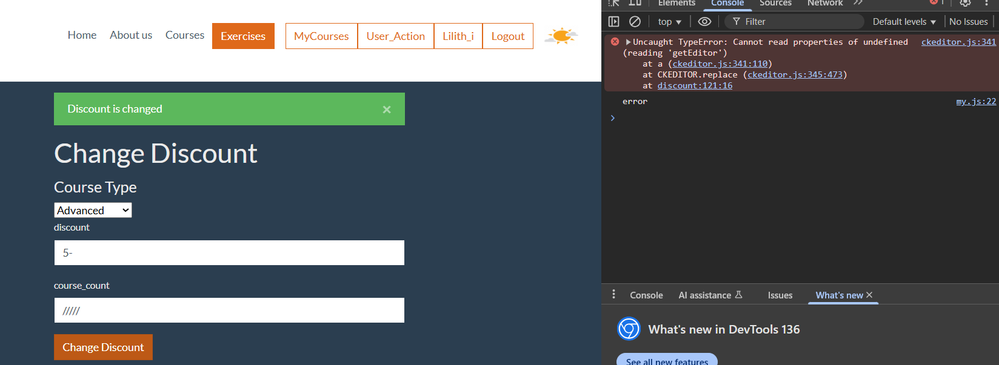 Home About us Courses Exercises MyCourses User_Action Lilith_i Logout
Discount is changed ×
Change Discount
Course Type
Advanced
discount
5-
course_count
/////
Change Discount
Elements Console Sources Network 1
top Filter Default levels No Issues
Uncaught TypeError: Cannot read properties of undefined ckeditor.js:341
(reading 'getEditor')
at a (ckeditor.js:341:110)
at CKEDITOR.replace (ckeditor.js:345:473)
at discount:121:16
error my.js:22
Console AI assistance Issues What's new
What's new in DevTools 136
See all new features